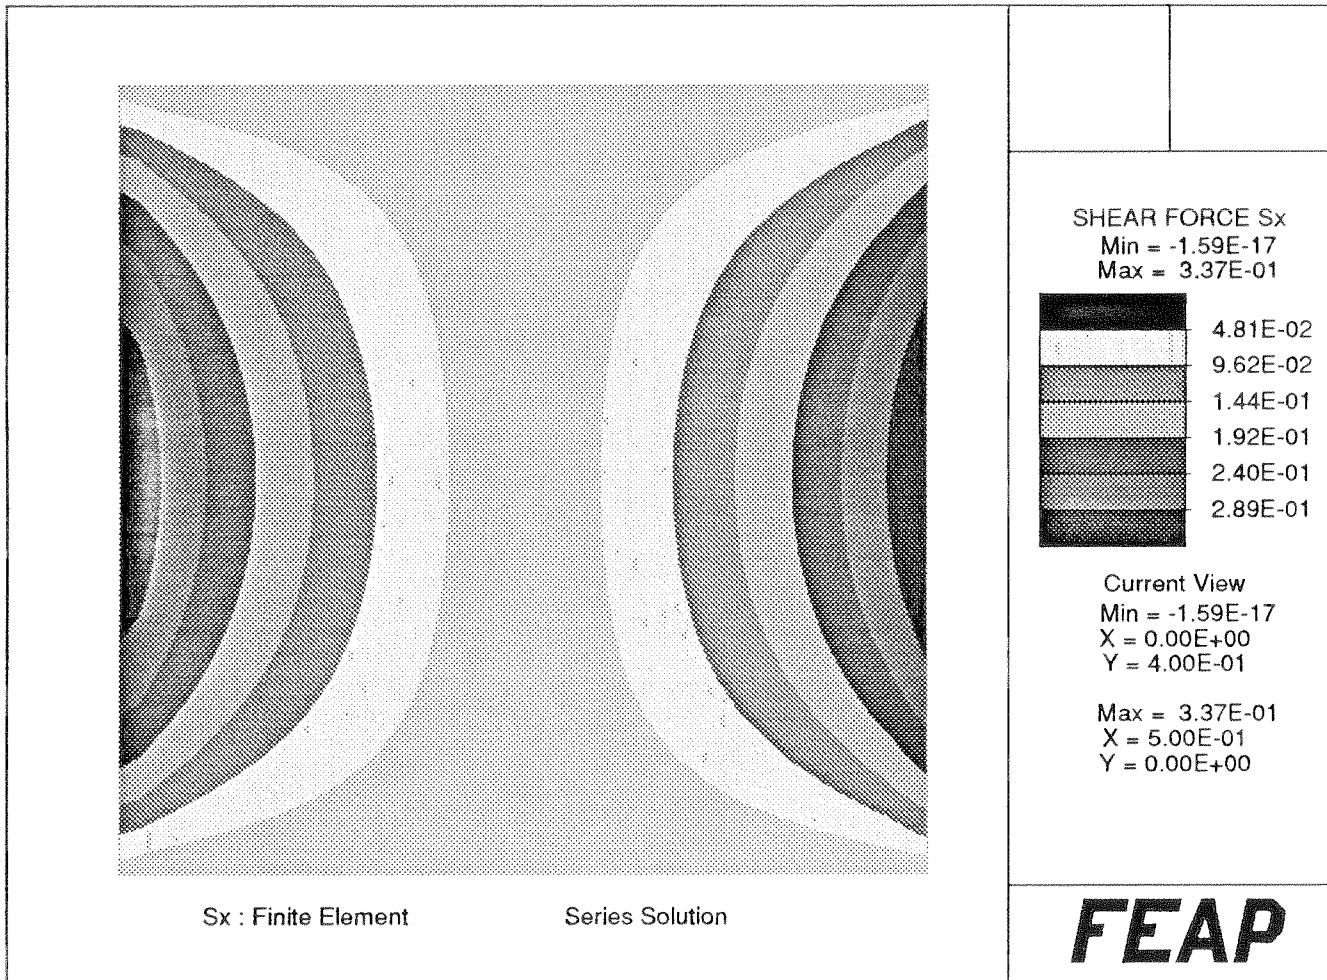 SHEAR FORCE Sx
Min = -1.59E-17
Max = 3.37E-01
4.81E-02
9.62E-02
1.44E-01
1.92E-01
2.40E-01
2.89E-01
Current View
Min = -1.59E-17
X = 0.00E+00
Y = 4.00E-01
Max = 3.37E-01
X = 5.00E-01
Y = 0.00E+00
Sx : Finite Element Series Solution
FEAP